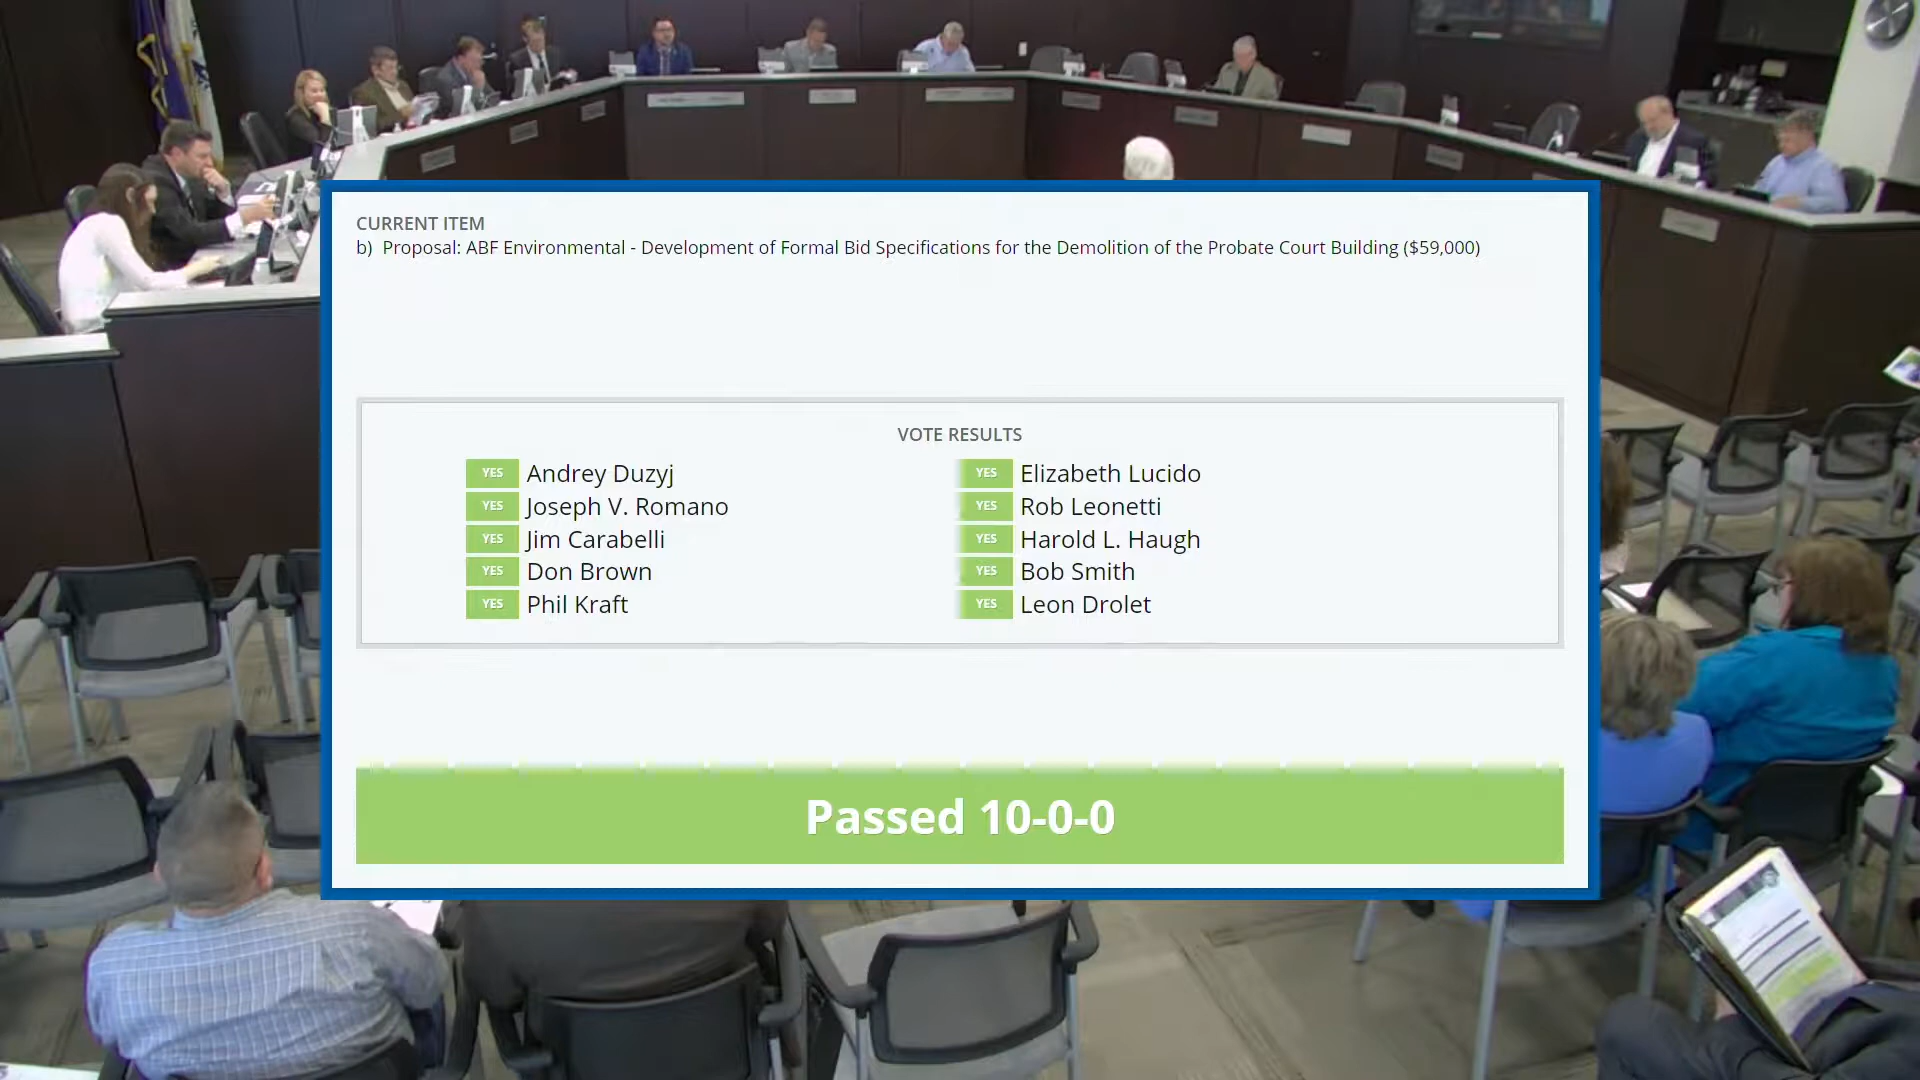 CURRENT ITEM
b) Proposal: ABF Environmental - Development of Formal Bid Specifications for the Demolition of the Probate Court Building ($59,000)
VOTE RESULTS
YES Andrey Duzyj
YES Joseph V. Romano
YES Jim Carabelli
YES Don Brown
YES Phil Kraft
YES Elizabeth Lucido
YES Rob Leonetti
YES Harold L. Haugh
YES Bob Smith
YES Leon Drolet
Passed 10-0-0